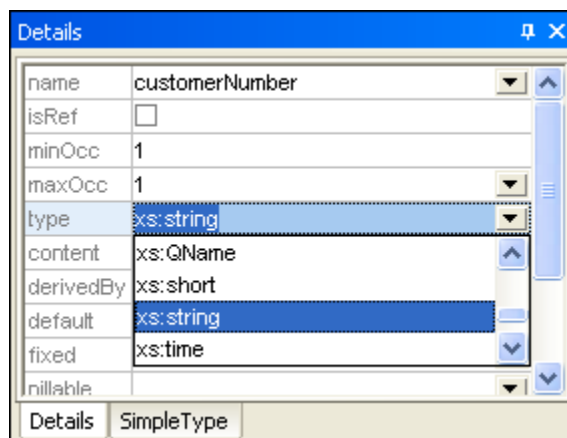 Details
name customerNumber
isRef
minOcc 1
maxOcc 1
type xs:string
content xs:QName
derivedBy xs:short
default xs:string
fixed xs:time
nillable
Details SimpleType